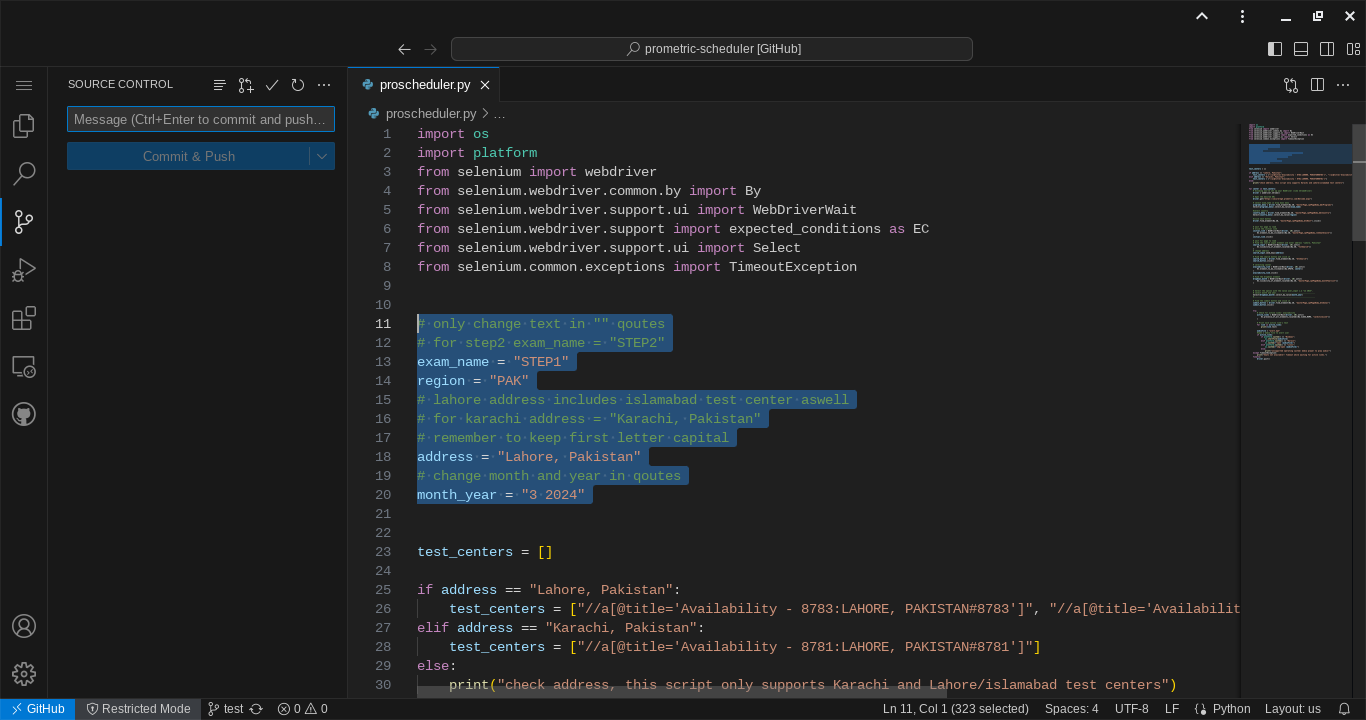 prometric-scheduler [GitHub]
SOURCE CONTROL
Message (Ctrl+Enter to commit and push…
Commit & Push
proscheduler.py
proscheduler.py > …
1 import os
2 import platform
3 from selenium import webdriver
4 from selenium.webdriver.common.by import By
5 from selenium.webdriver.support.ui import WebDriverWait
6 from selenium.webdriver.support import expected_conditions as EC
7 from selenium.webdriver.support.ui import Select
8 from selenium.common.exceptions import TimeoutException
9
10
11 # only change text in "" qoutes
12 # for step2 exam_name = "STEP2"
13 exam_name = "STEP1"
14 region = "PAK"
15 # lahore address includes islamabad test center aswell
16 # for karachi address = "Karachi, Pakistan"
17 # remember to keep first letter capital
18 address = "Lahore, Pakistan"
19 # change month and year in qoutes
20 month_year = "3 2024"
21
22
23 test_centers = []
24
25 if address == "Lahore, Pakistan":
26 test_centers = ["//a[@title='Availability - 8783:LAHORE, PAKISTAN#8783']", "//a[@title='Availabilit
27 elif address == "Karachi, Pakistan":
28 test_centers = ["//a[@title='Availability - 8781:LAHORE, PAKISTAN#8781']"]
29 else:
30 print("check address, this script only supports Karachi and Lahore/islamabad test centers")
GitHub Restricted Mode test 0 0 Ln 11, Col 1 (323 selected) Spaces: 4 UTF-8 LF Python Layout: us